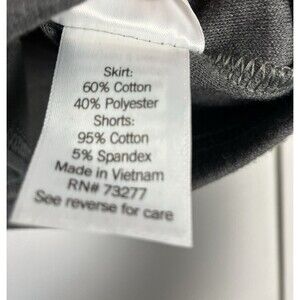 Skirt:
60% Cotton
40% Polyester
Shorts:
95% Cotton
5% Spandex
Made in Vietnam
RN# 73277
See reverse for care